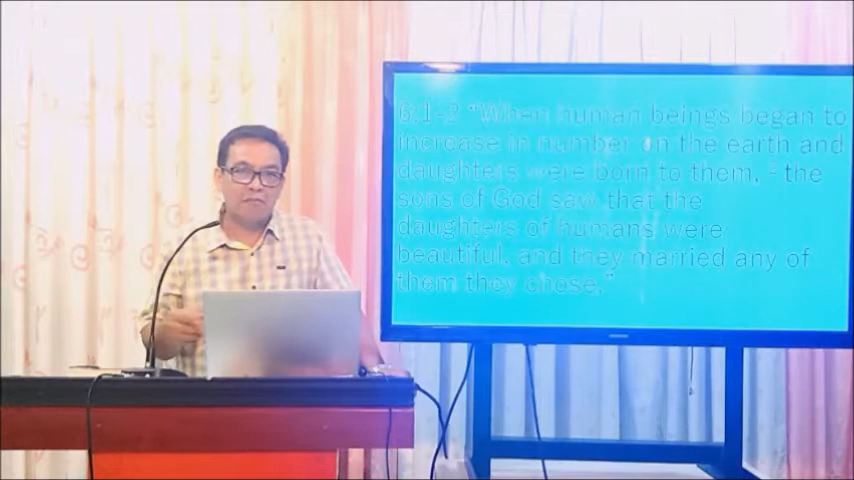 6:1-2 "When human beings began to
increase in number on the earth and
daughters were born to them, ² the
sons of God saw that the
daughters of humans were
beautiful, and they married any of
them they chose."